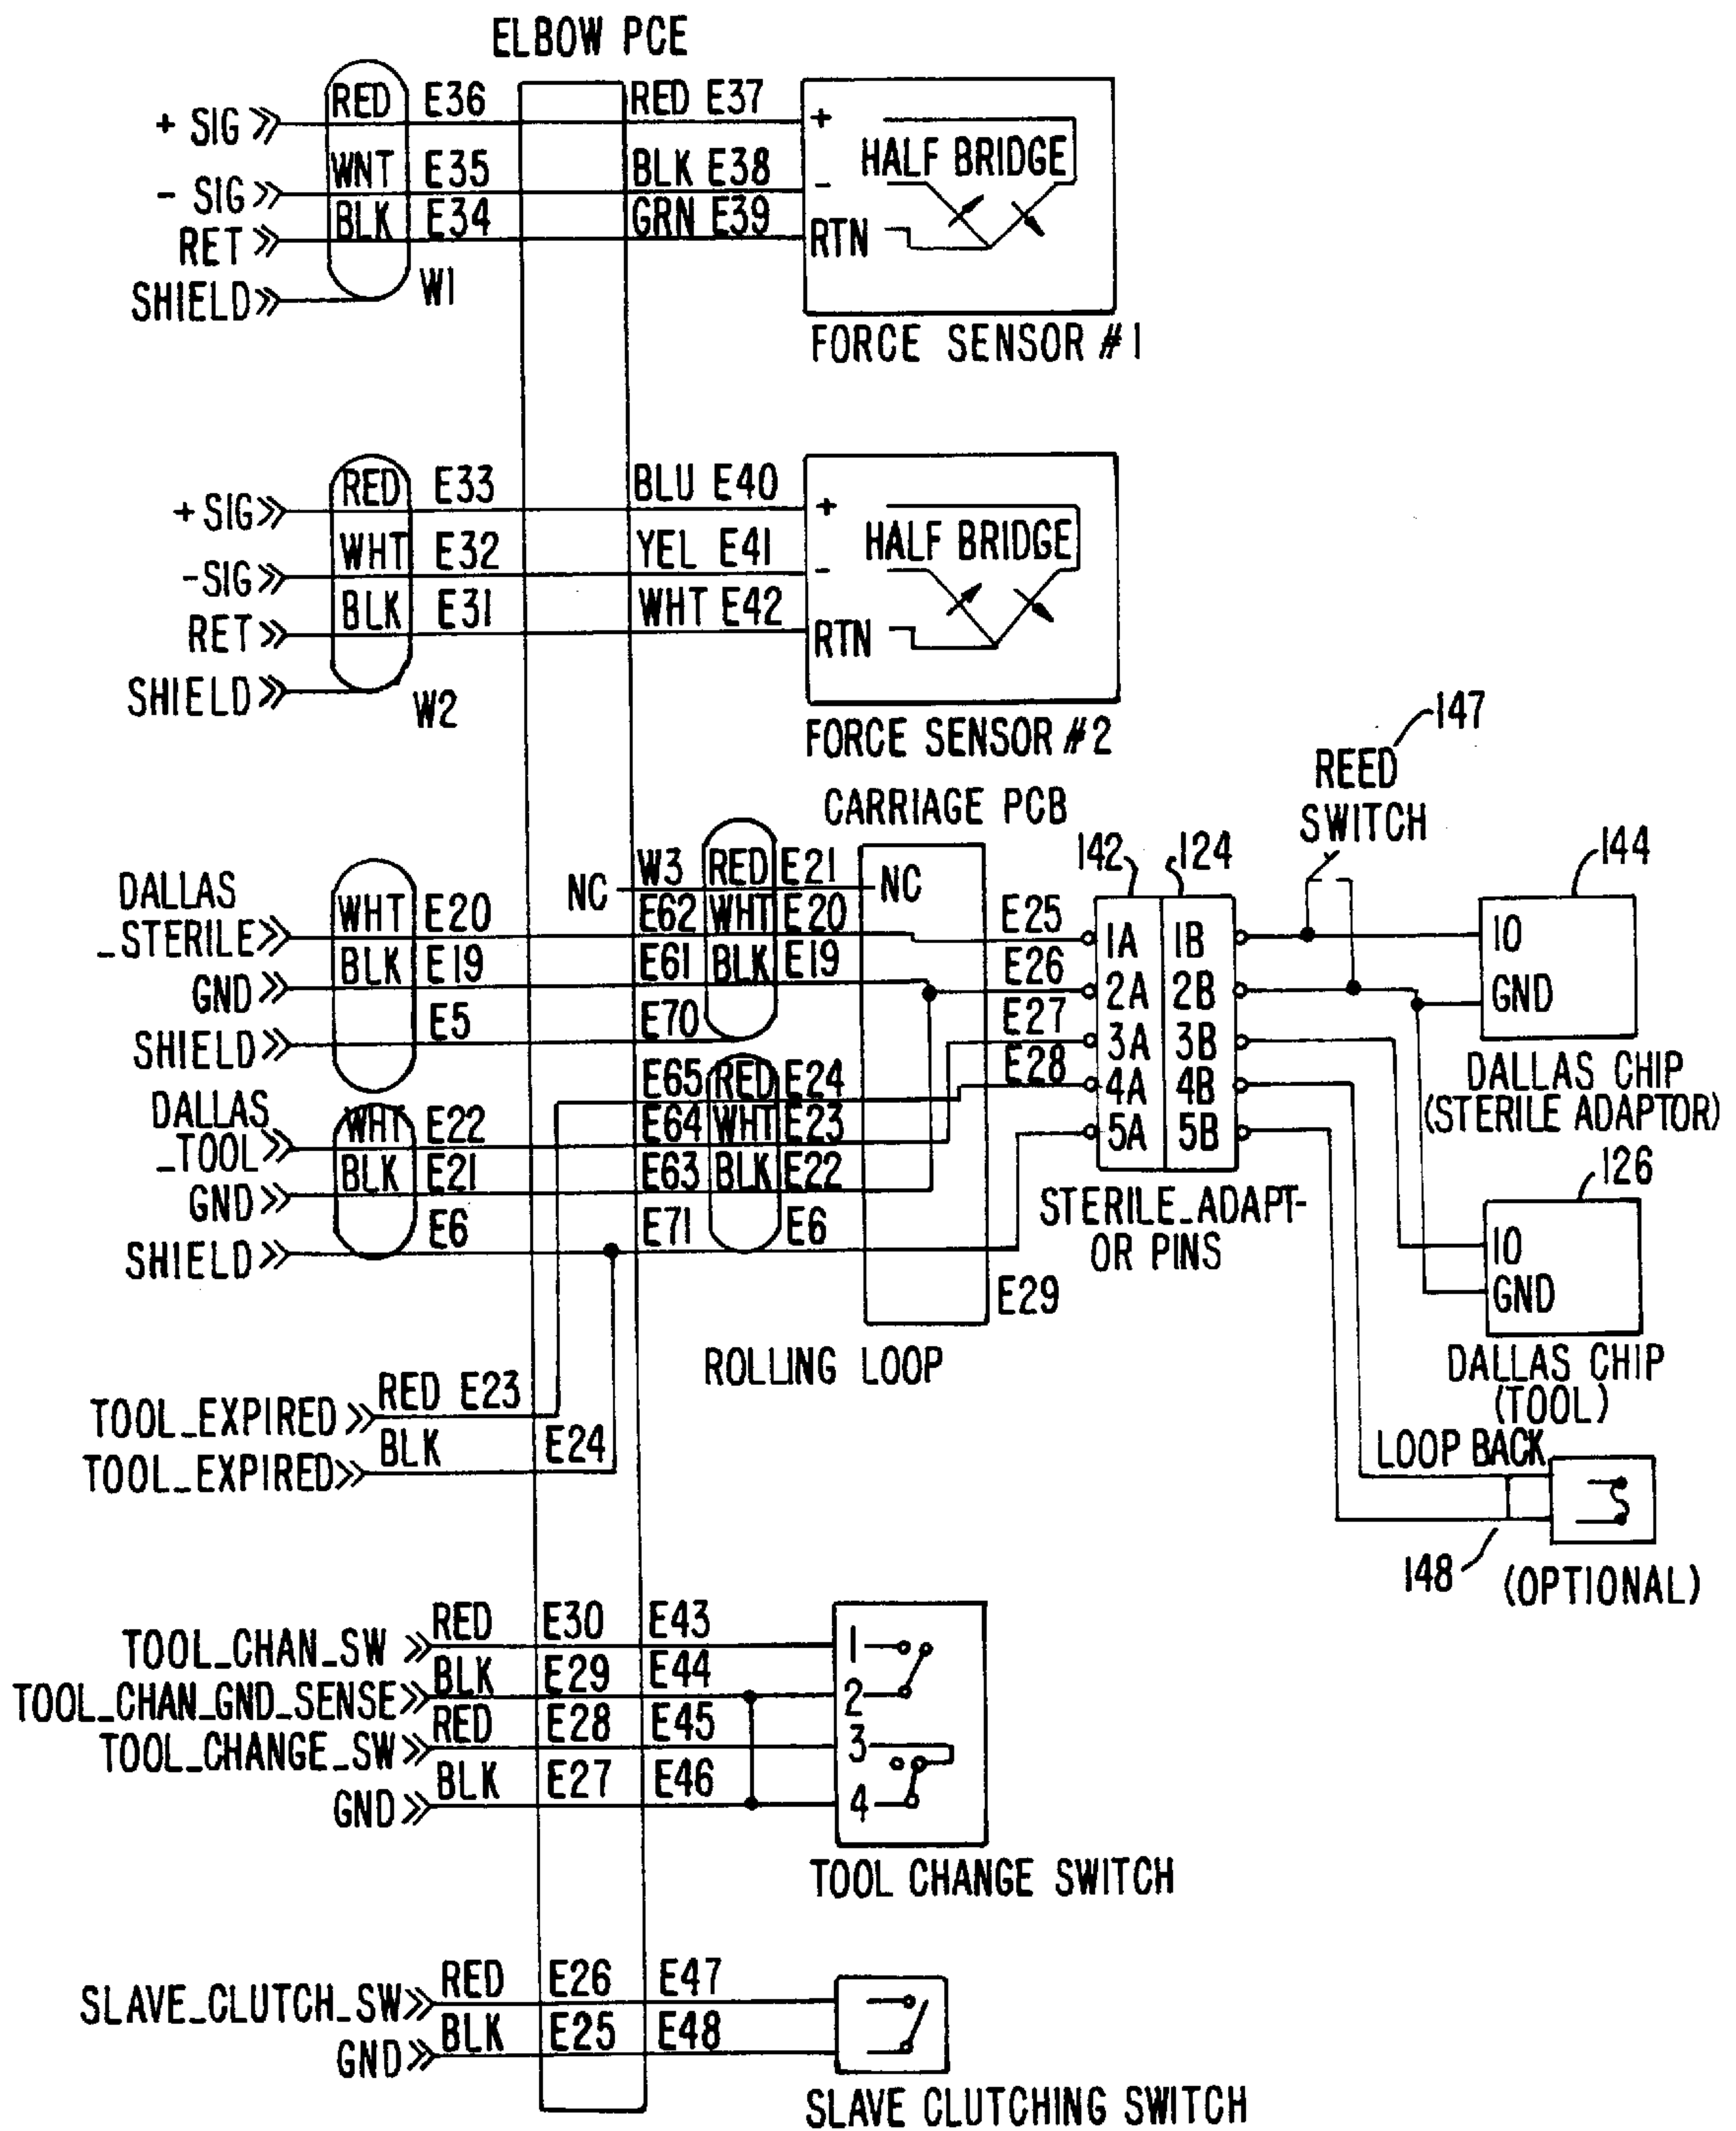 ELBOW PCE
+ SIG RED E36 RED E37 +
HALF BRIDGE
- SIG WNT E35 BLK E38 -
RET BLK E34 GRN E39 RTN
SHIELD W1
FORCE SENSOR #1
+ SIG RED E33 BLU E40 +
HALF BRIDGE
-SIG WHT E32 YEL E41 -
RET BLK E31 WHT E42 RTN
SHIELD W2
FORCE SENSOR #2
147
REED
SWITCH
CARRIAGE PCB
142 124 144
NC W3 RED E21 NC
DALLAS
_STERILE WHT E20 E62 WHT E20 E25 1A 1B IO
GND BLK E19 E61 BLK E19 E26 2A 2B GND
SHIELD E5 E70 E27 3A 3B
DALLAS CHIP
(STERILE ADAPTOR)
E65 RED E24 E28 4A 4B
DALLAS
_TOOL WHT E22 E64 WHT E23 5A 5B
GND BLK E21 E63 BLK E22
SHIELD E6 E71 E6
STERILE_ADAPT-
OR PINS
126
IO
GND
E29
DALLAS CHIP
(TOOL)
ROLLING LOOP
TOOL_EXPIRED RED E23
TOOL_EXPIRED BLK E24
LOOP BACK
148
(OPTIONAL)
TOOL_CHAN_SW RED E30 E43 1
TOOL_CHAN_GND_SENSE BLK E29 E44 2
TOOL_CHANGE_SW RED E28 E45 3
GND BLK E27 E46 4
TOOL CHANGE SWITCH
SLAVE_CLUTCH_SW RED E26 E47
GND BLK E25 E48
SLAVE CLUTCHING SWITCH